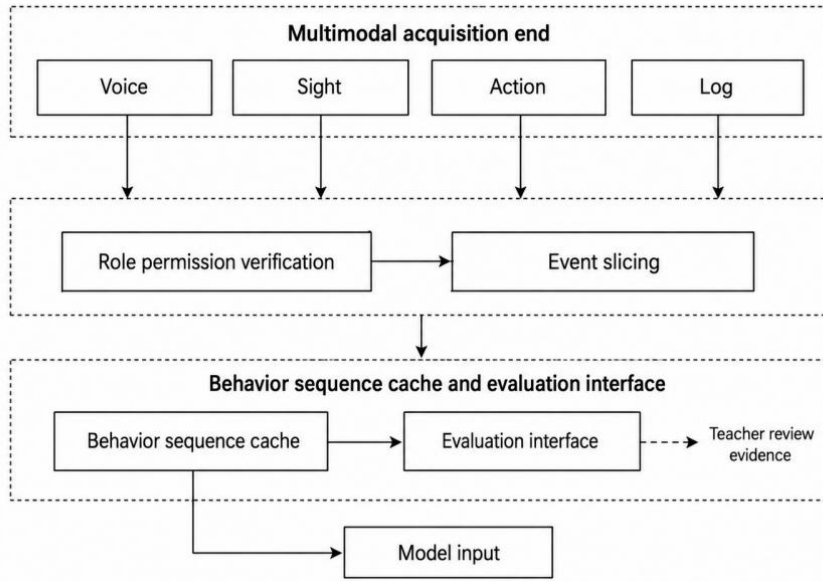 Multimodal acquisition end
Voice
Sight
Action
Log
Role permission verification
Event slicing
Behavior sequence cache and evaluation interface
Behavior sequence cache
Evaluation interface
Teacher review
evidence
Model input